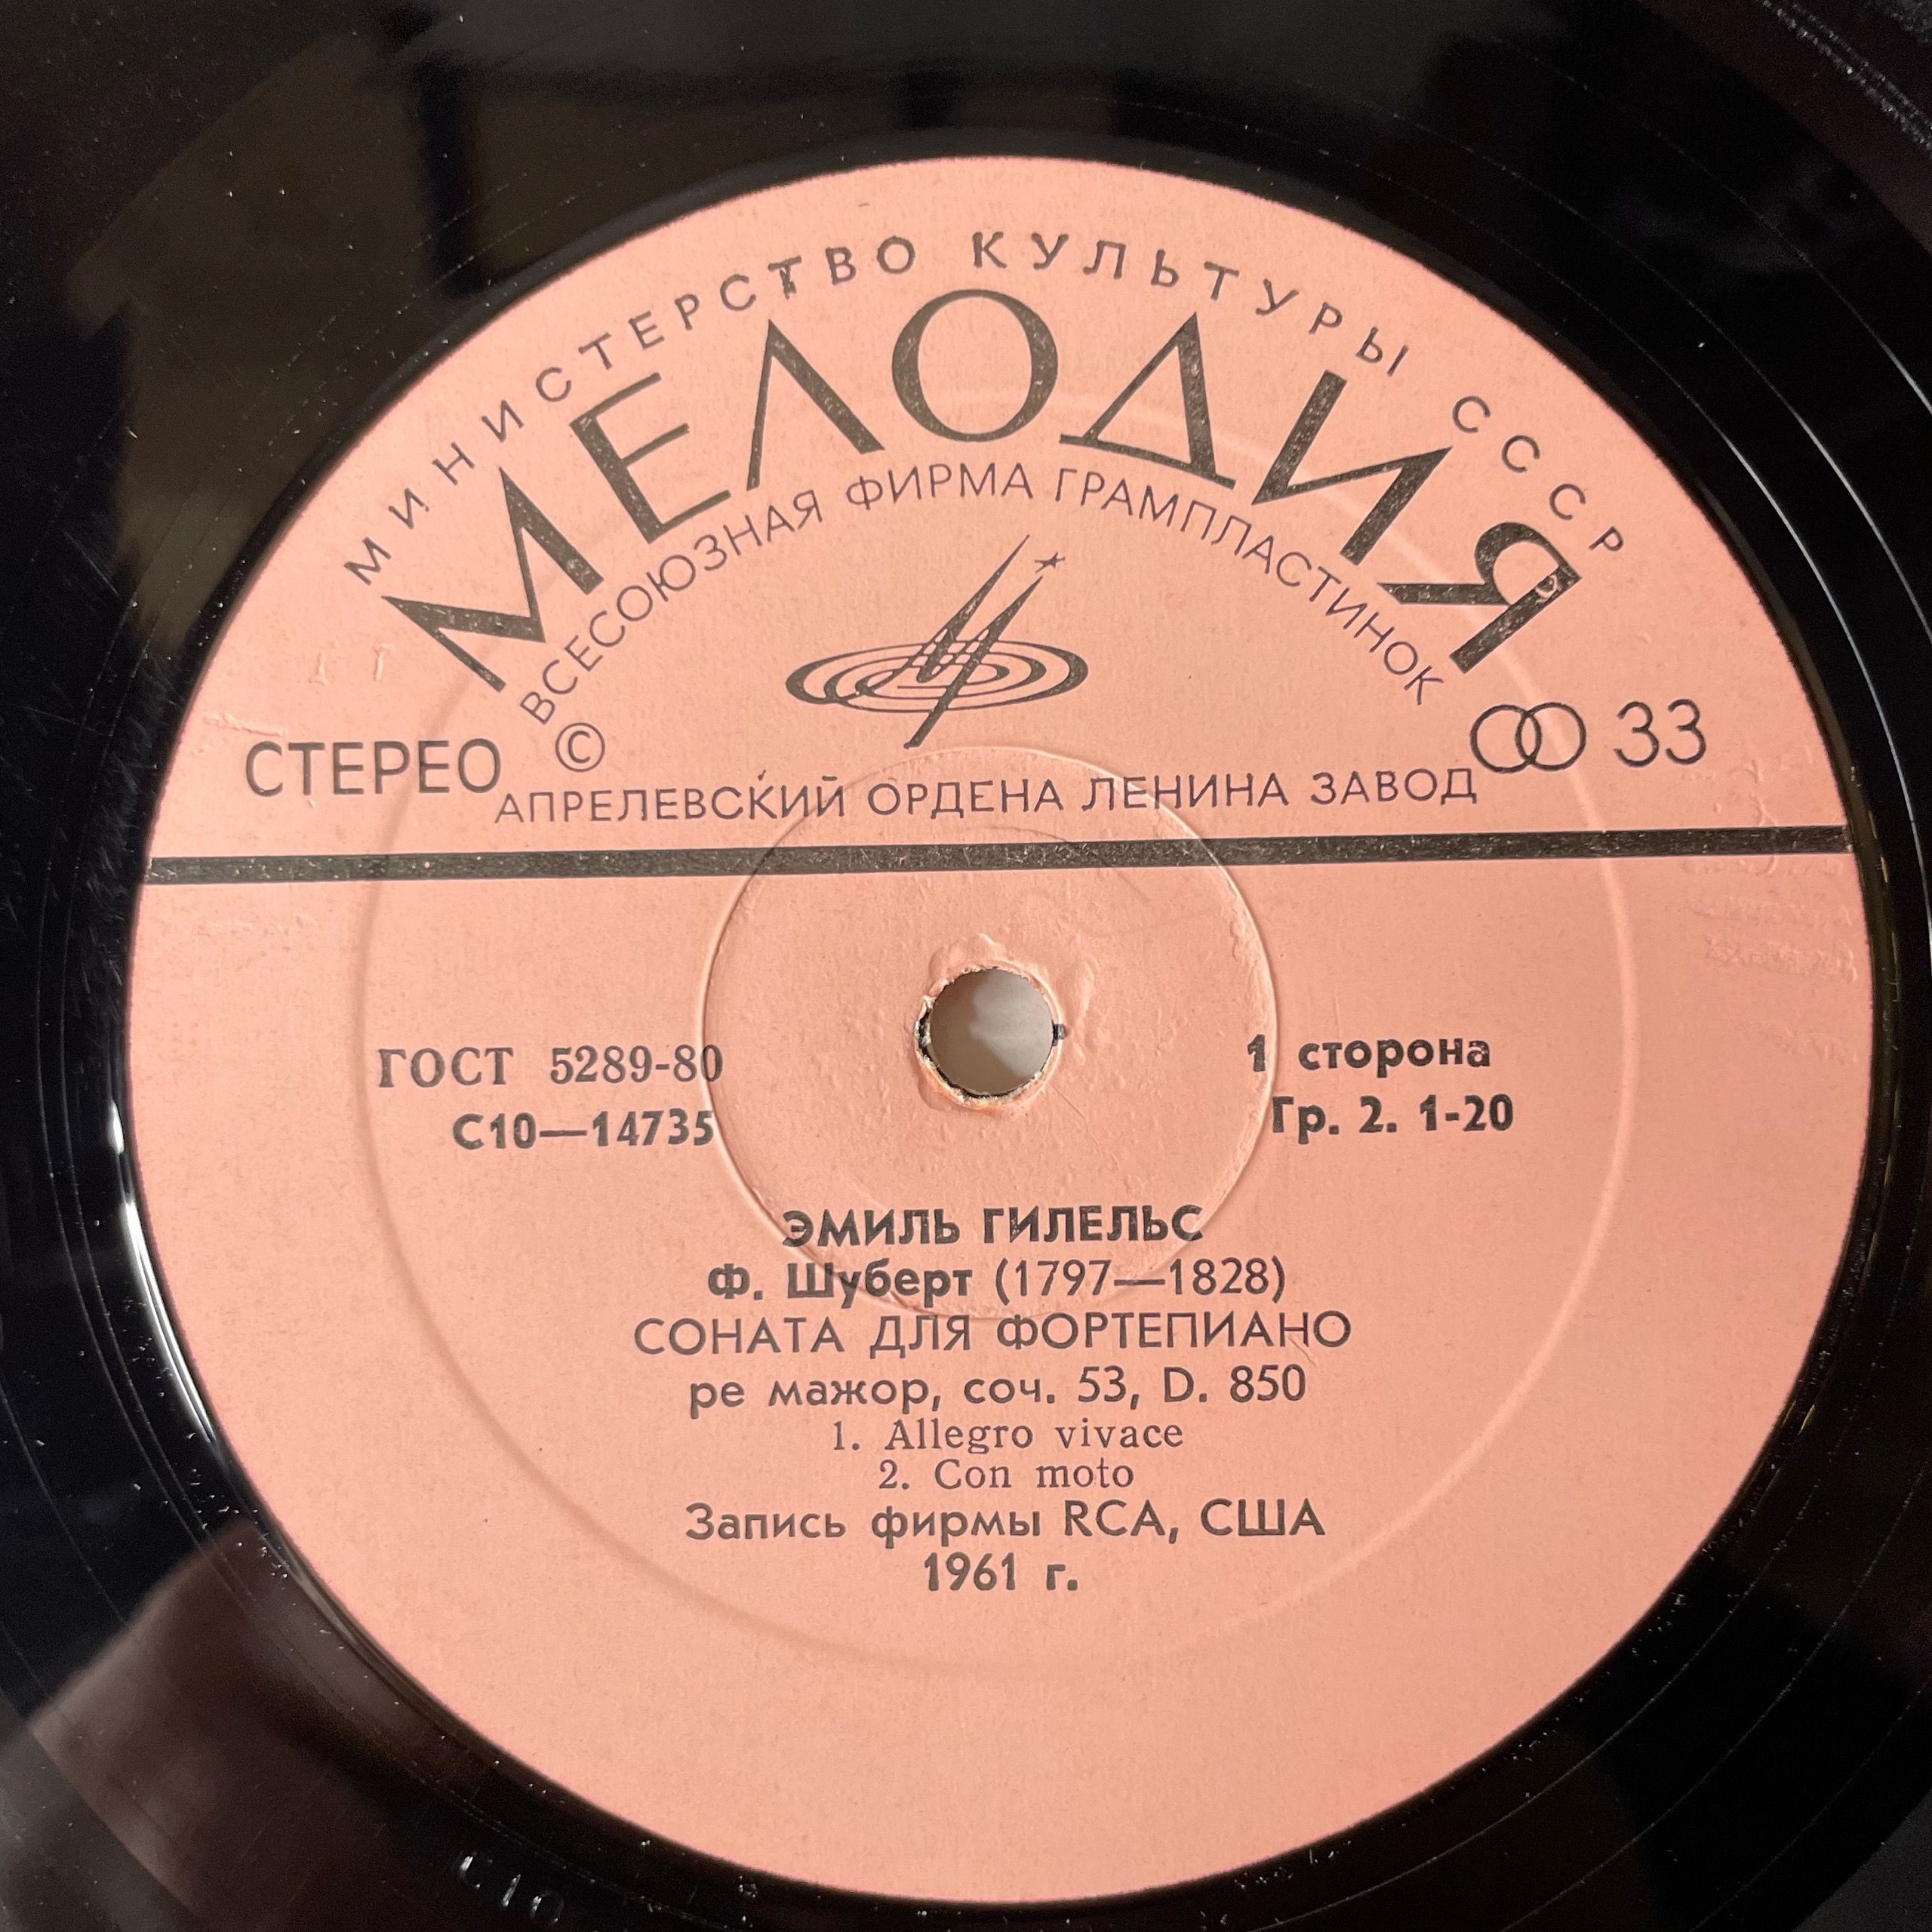 МИНИСТЕРСТВО КУЛЬТУРЫ СССР
МЕЛОДИЯ
ВСЕСОЮЗНАЯ ФИРМА ГРАМПЛАСТИНОК
СТЕРЕО © 33
АПРЕЛЕВСКИЙ ОРДЕНА ЛЕНИНА ЗАВОД
ГОСТ 5289-80
С10—14735
1 сторона
Гр. 2. 1-20
ЭМИЛЬ ГИЛЕЛЬС
Ф. Шуберт (1797—1828)
СОНАТА ДЛЯ ФОРТЕПИАНО
ре мажор, соч. 53, D. 850
1. Allegro vivace
2. Con moto
Запись фирмы RCA, США
1961 г.